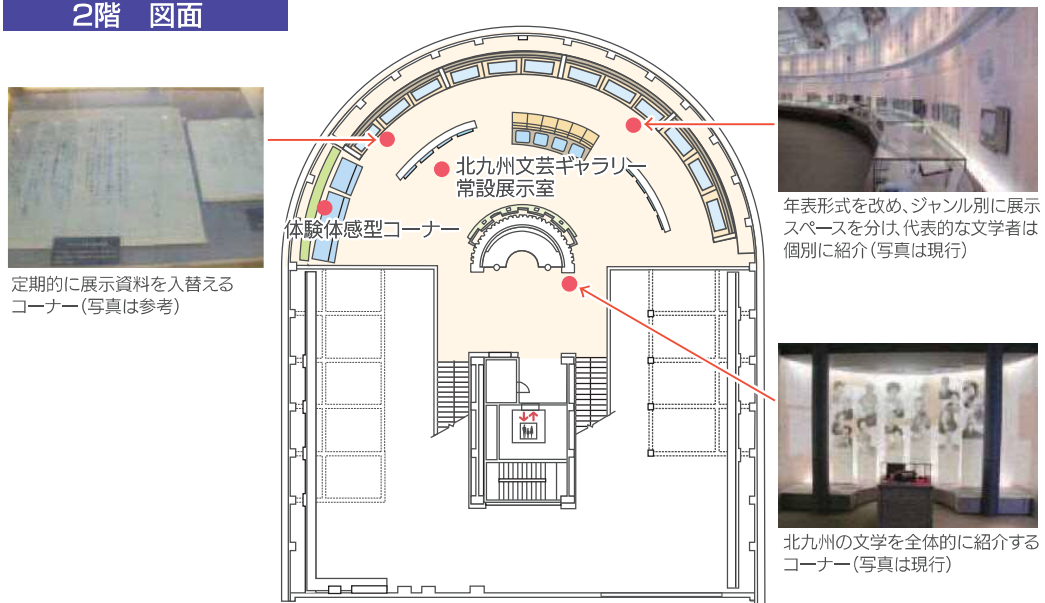 2階 図面
定期的に展示資料を入替える
コーナー(写真は参考)
北九州文芸ギャラリー
常設展示室
体験体感型コーナー
年表形式を改め、ジャンル別に展示
スペースを分け、代表的な文学者は
個別に紹介(写真は現行)
北九州の文学を全体的に紹介する
コーナー(写真は現行)